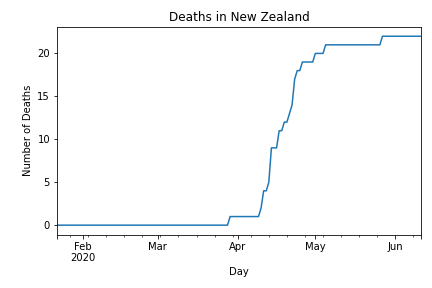 Deaths in New Zealand
Number of Deaths
20
15
10
5
0
Feb
2020
Mar
Apr
May
Jun
Day